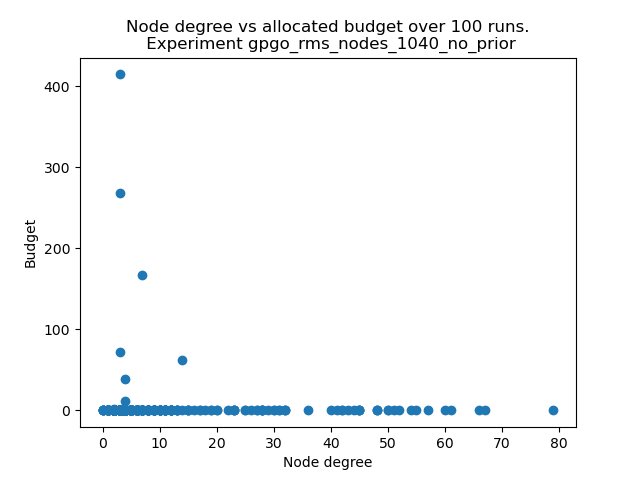 Node degree vs allocated budget over 100 runs.
Experiment gpgo_rms_nodes_1040_no_prior
400
300
200
100
0
Budget
0 10 20 30 40 50 60 70 80
Node degree